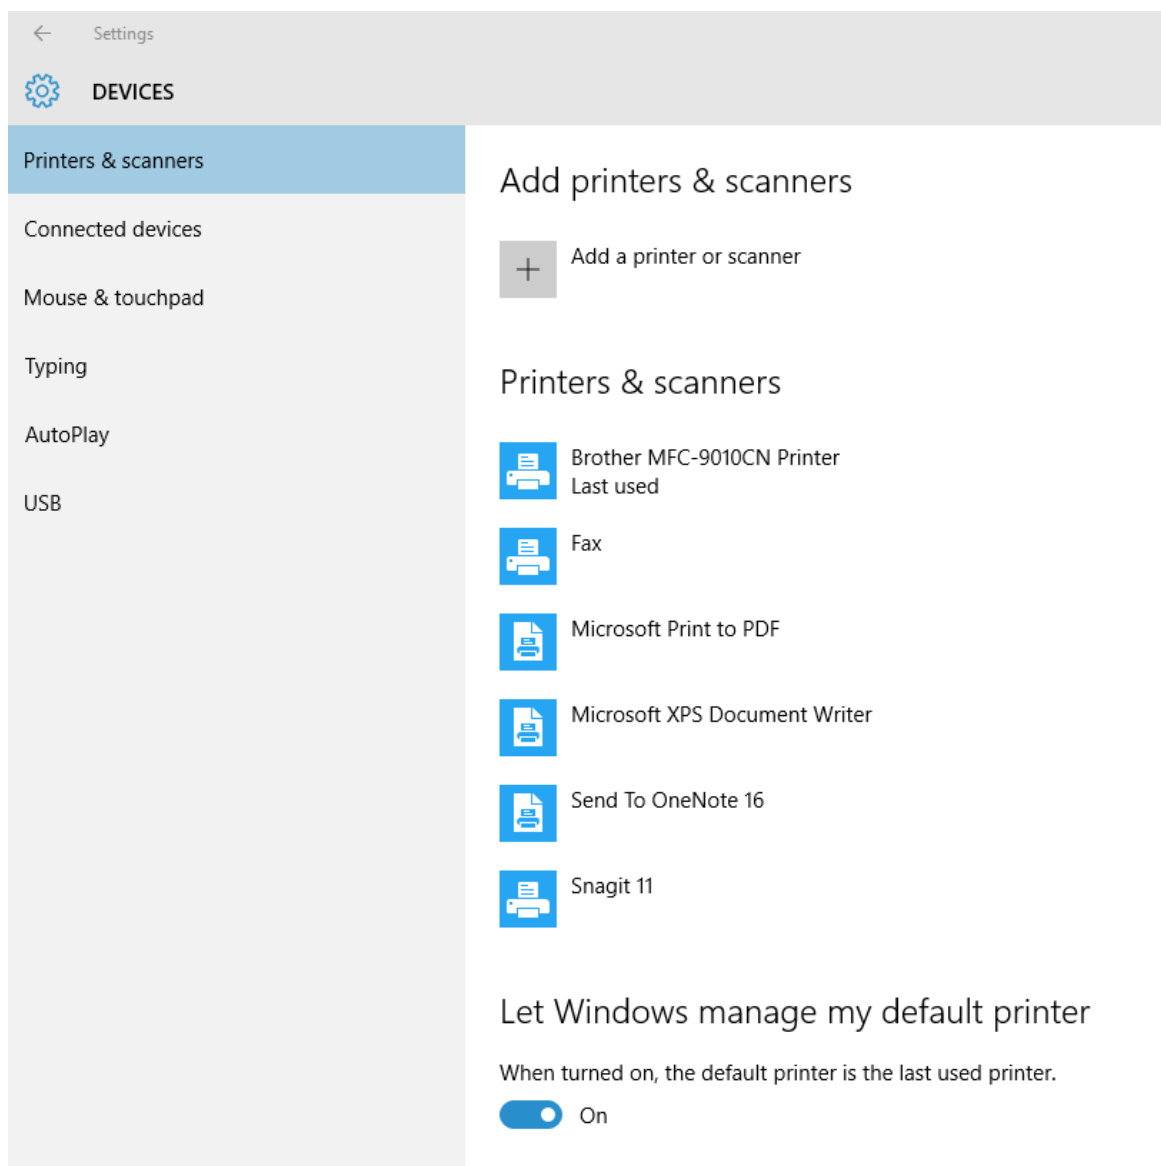 Settings
DEVICES
Printers & scanners
Connected devices
Mouse & touchpad
Typing
AutoPlay
USB
Add printers & scanners
Add a printer or scanner
Printers & scanners
Brother MFC-9010CN Printer
Last used
Fax
Microsoft Print to PDF
Microsoft XPS Document Writer
Send To OneNote 16
Snagit 11
Let Windows manage my default printer
When turned on, the default printer is the last used printer.
On